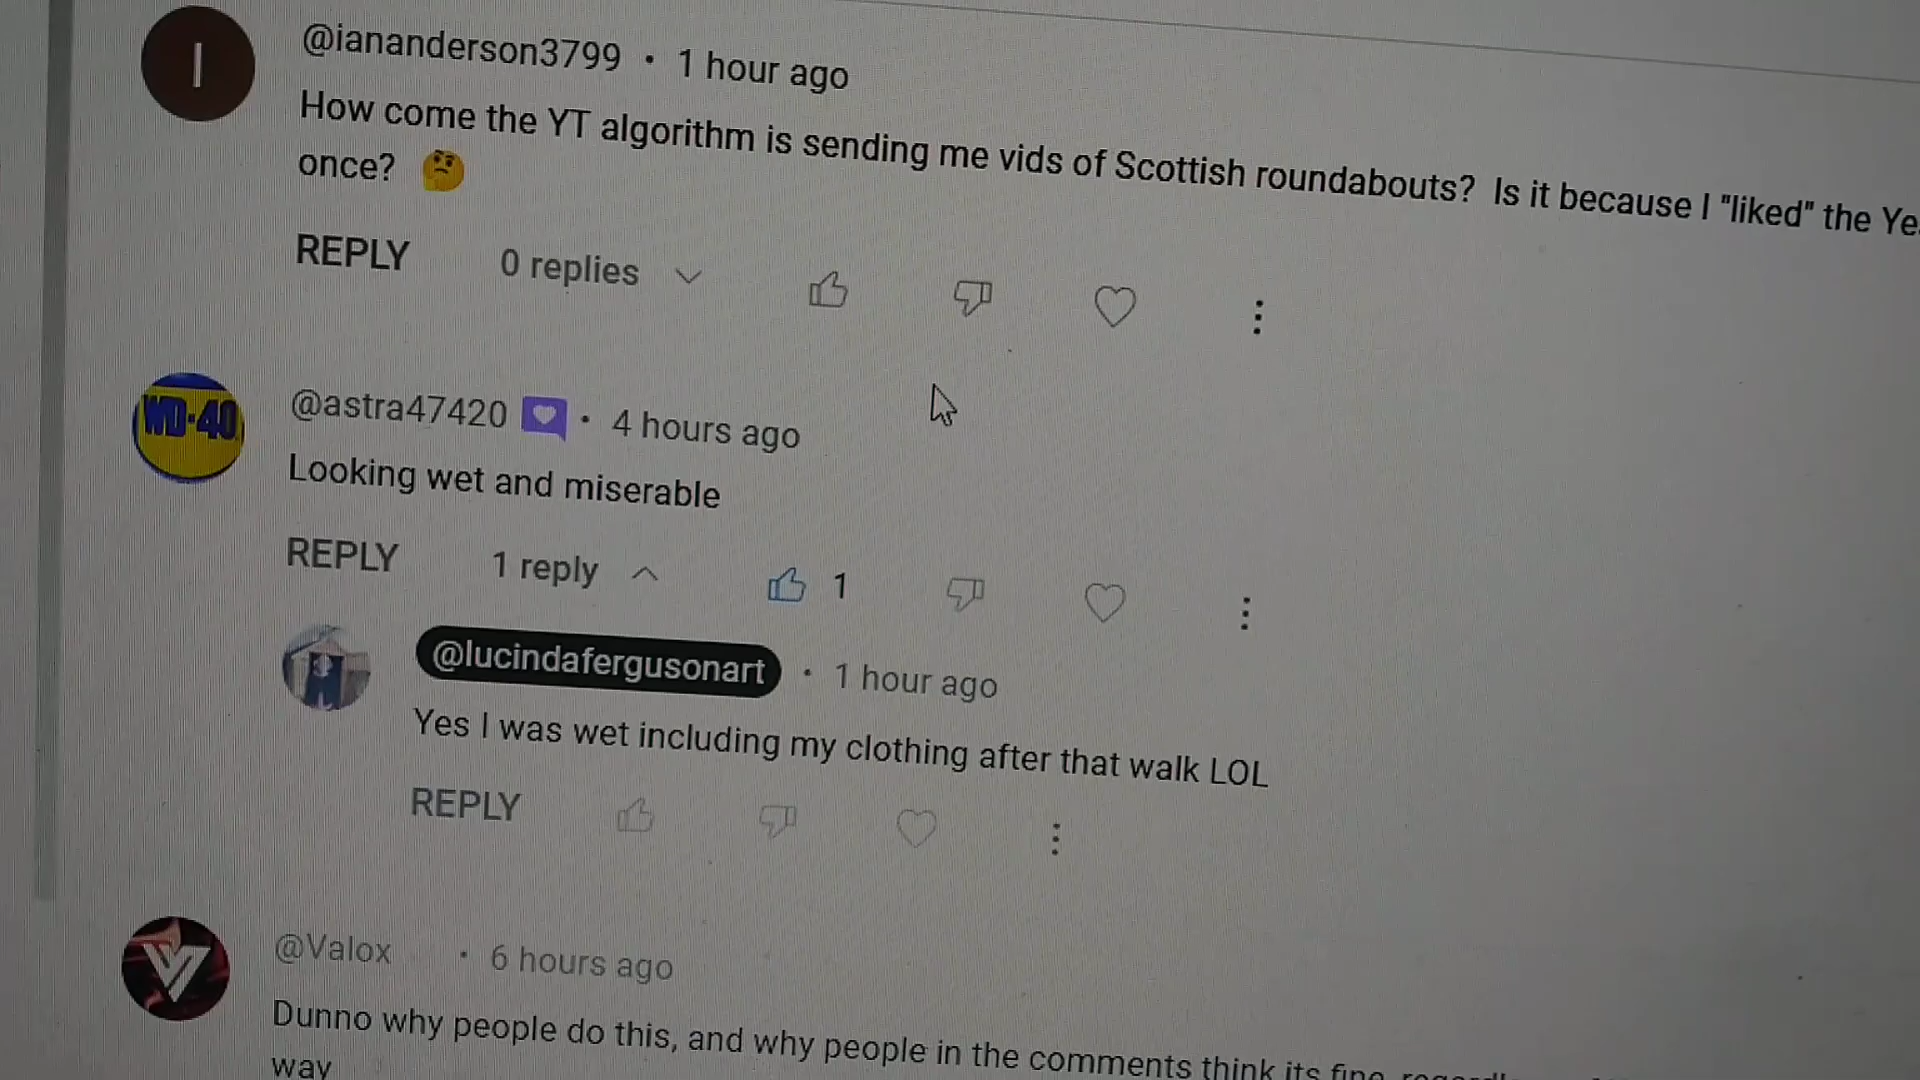 I
@iananderson3799 · 1 hour ago
How come the YT algorithm is sending me vids of Scottish roundabouts? Is it because I "liked" the
once? 🤔
REPLY 0 replies
WD-40
@astra47420 · 4 hours ago
Looking wet and miserable
REPLY 1 reply 1
@lucindafergusonart · 1 hour ago
Yes I was wet including my clothing after that walk LOL
REPLY
@Valox · 6 hours ago
Dunno why people do this, and why people in the comments think its fine,
way